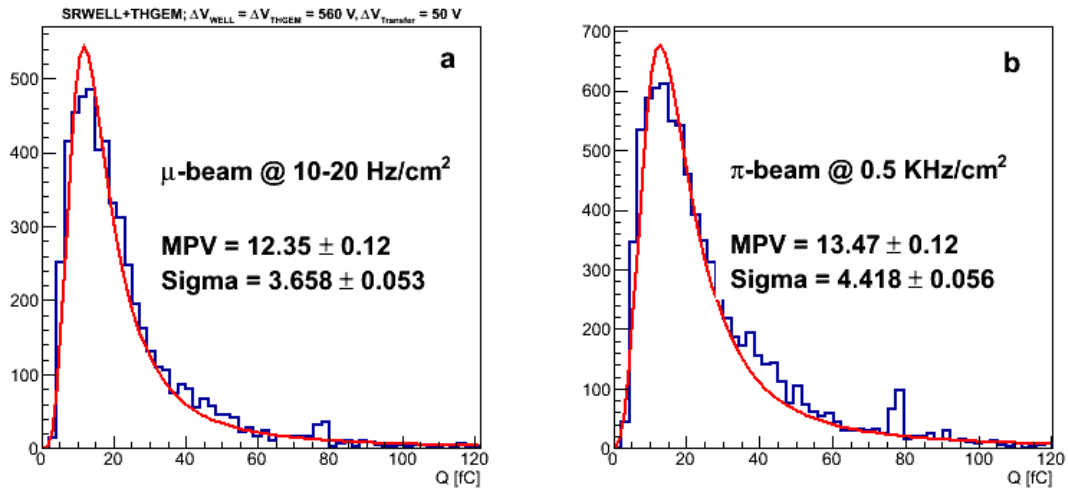 SRWELL+THGEM; ΔV_WELL = ΔV_THGEM = 560 V, ΔV_Transfer = 50 V
a
μ-beam @ 10-20 Hz/cm²
MPV = 12.35 ± 0.12
Sigma = 3.658 ± 0.053
500
400
300
200
100
0
0 20 40 60 80 100 120
Q [fC]
b
π-beam @ 0.5 KHz/cm²
MPV = 13.47 ± 0.12
Sigma = 4.418 ± 0.056
700
600
500
400
300
200
100
0
0 20 40 60 80 100 120
Q [fC]